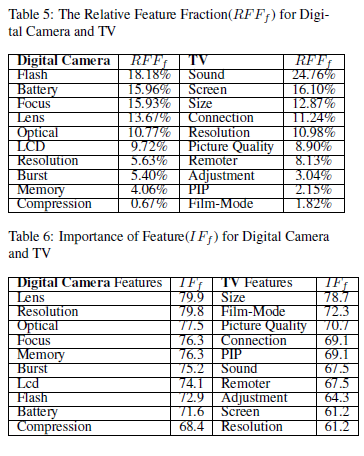 Table 5: The Relative Feature Fraction(RFF_f) for Digi-
tal Camera and TV
Digital Camera RFF_f TV RFF_f
Flash 18.18% Sound 24.76%
Battery 15.96% Screen 16.10%
Focus 15.93% Size 12.87%
Lens 13.67% Connection 11.24%
Optical 10.77% Resolution 10.98%
LCD 9.72% Picture Quality 8.90%
Resolution 5.63% Remoter 8.13%
Burst 5.40% Adjustment 3.04%
Memory 4.06% PIP 2.15%
Compression 0.67% Film-Mode 1.82%
Table 6: Importance of Feature(IF_f) for Digital Camera
and TV
Digital Camera Features IF_f TV Features IF_f
Lens 79.9 Size 78.7
Resolution 79.8 Film-Mode 72.3
Optical 77.5 Picture Quality 70.7
Focus 76.3 Connection 69.1
Memory 76.3 PIP 69.1
Burst 75.2 Sound 67.5
Lcd 74.1 Remoter 67.5
Flash 72.9 Adjustment 64.3
Battery 71.6 Screen 61.2
Compression 68.4 Resolution 61.2